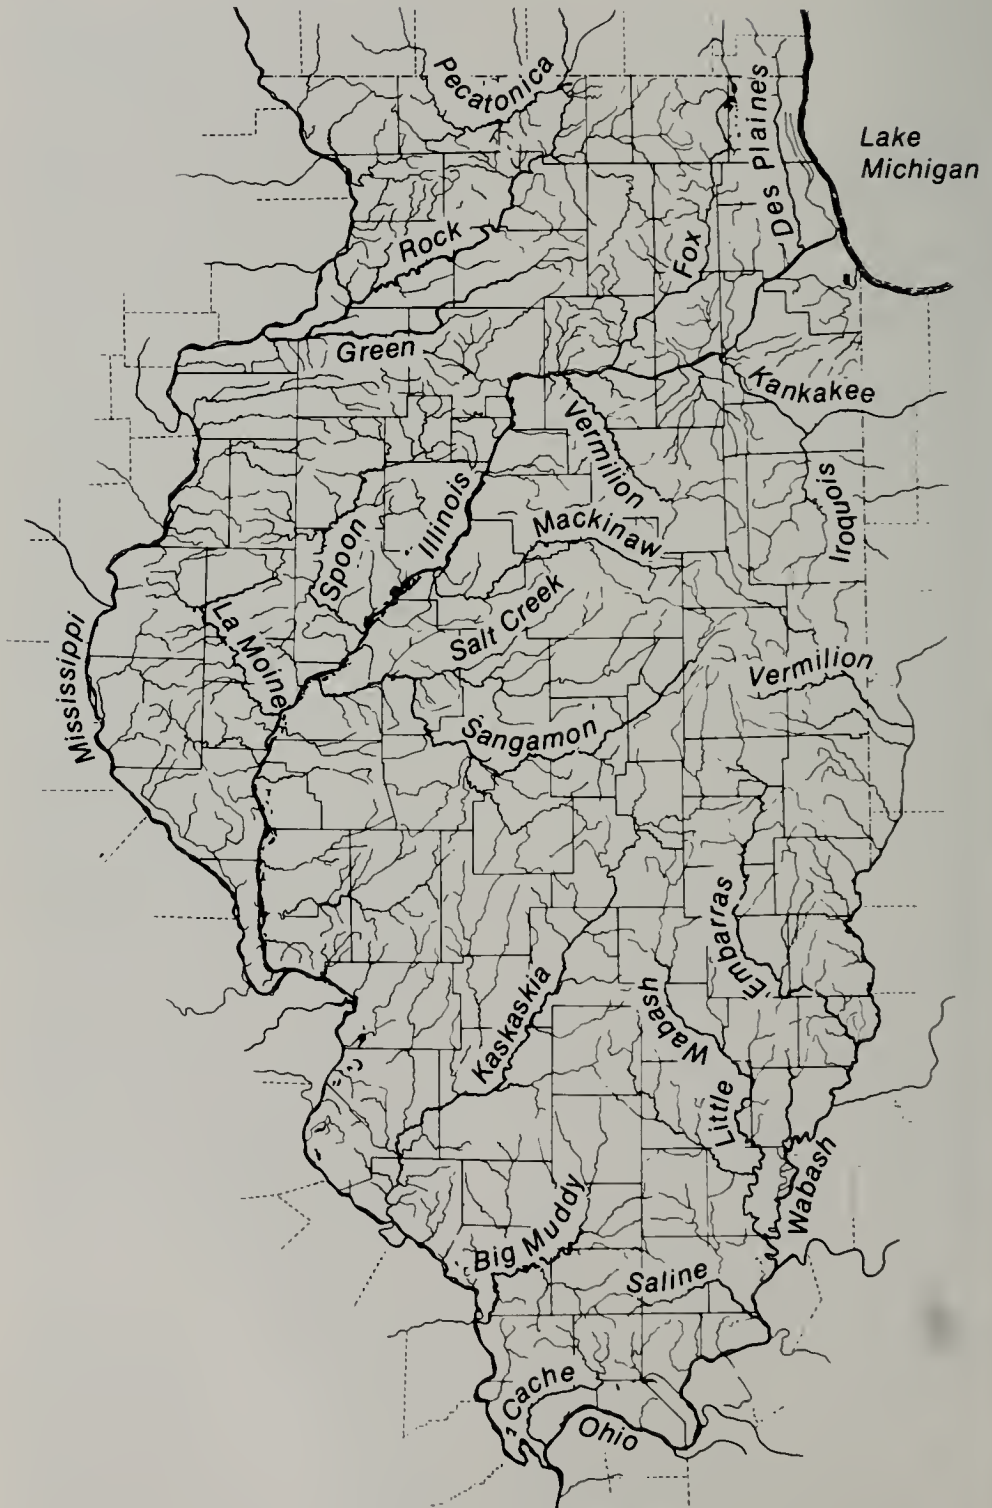 Pecatonica
Des Plaines
Lake
Michigan
Rock
Fox
Green
Kankakee
Vermilion
Illinois
Iroquois
Spoon
Mackinaw
La Moine
Salt Creek
Mississippi
Vermilion
Sangamon
Embarras
Kaskaskia
Little Wabash
Wabash
Big Muddy
Saline
Cache
Ohio